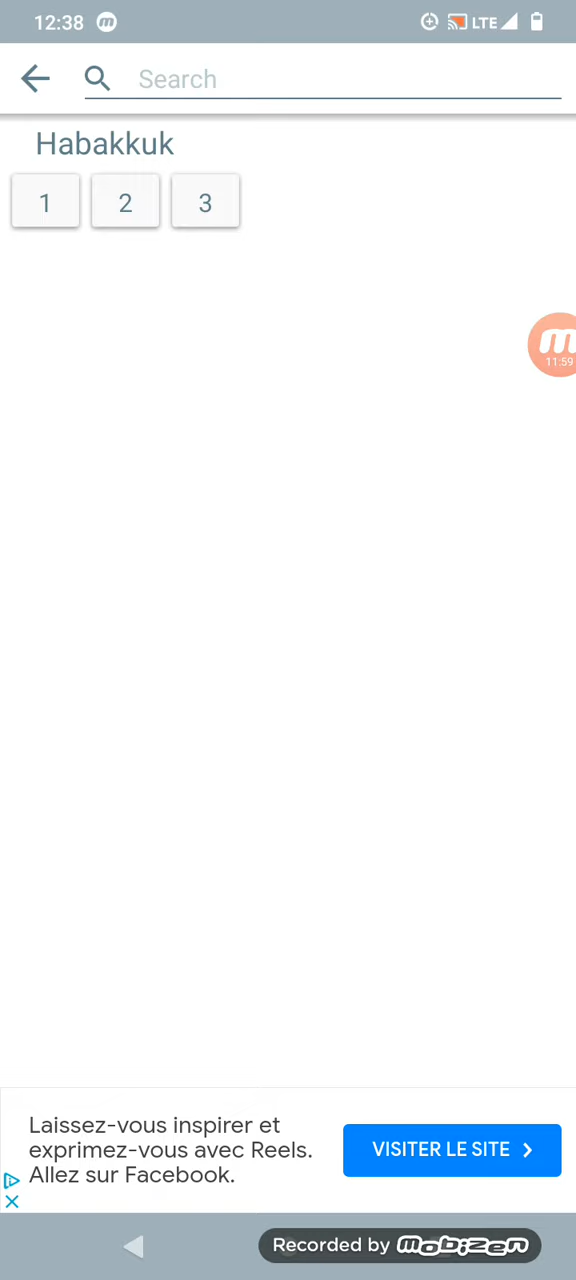 12:38 m LTE
Search
Habakkuk
1 2 3
m
11:59
Laissez-vous inspirer et
exprimez-vous avec Reels.
Allez sur Facebook.
VISITER LE SITE
Recorded by mobizen